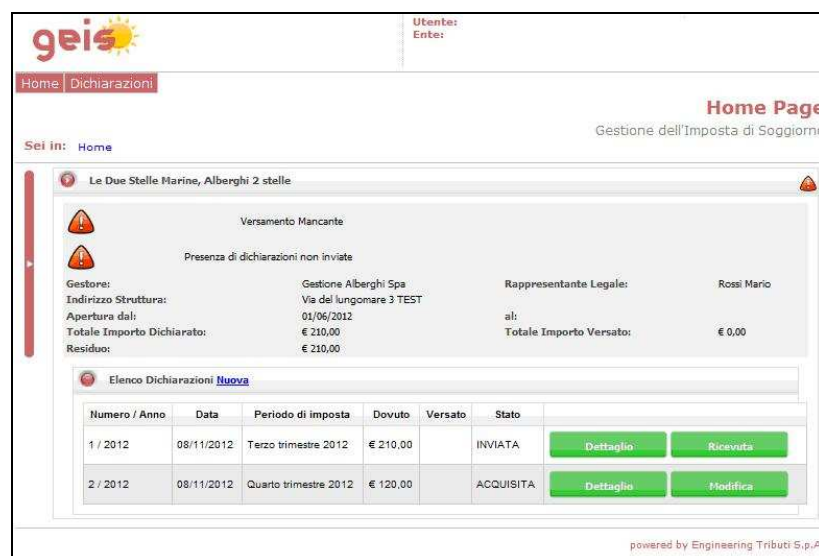 geis
Utente:
Ente:
Home Dichiarazioni
Home Page
Gestione dell'Imposta di Soggiorno
Sei in: Home
Le Due Stelle Marine, Alberghi 2 stelle
Versamento Mancante
Presenza di dichiarazioni non inviate
Gestore: Gestione Alberghi Spa Rappresentante Legale: Rossi Mario
Indirizzo Struttura: Via del lungomare 3 TEST
Apertura dal: 01/06/2012 al:
Totale Importo Dichiarato: € 210,00 Totale Importo Versato: € 0,00
Residuo: € 210,00
Elenco Dichiarazioni Nuova
Numero / Anno Data Periodo di imposta Dovuto Versato Stato
1 / 2012 08/11/2012 Terzo trimestre 2012 € 210,00 INVIATA Dettaglio Ricevuta
2 / 2012 08/11/2012 Quarto trimestre 2012 € 120,00 ACQUISITA Dettaglio Modifica
powered by Engineering Tributi S.p.A